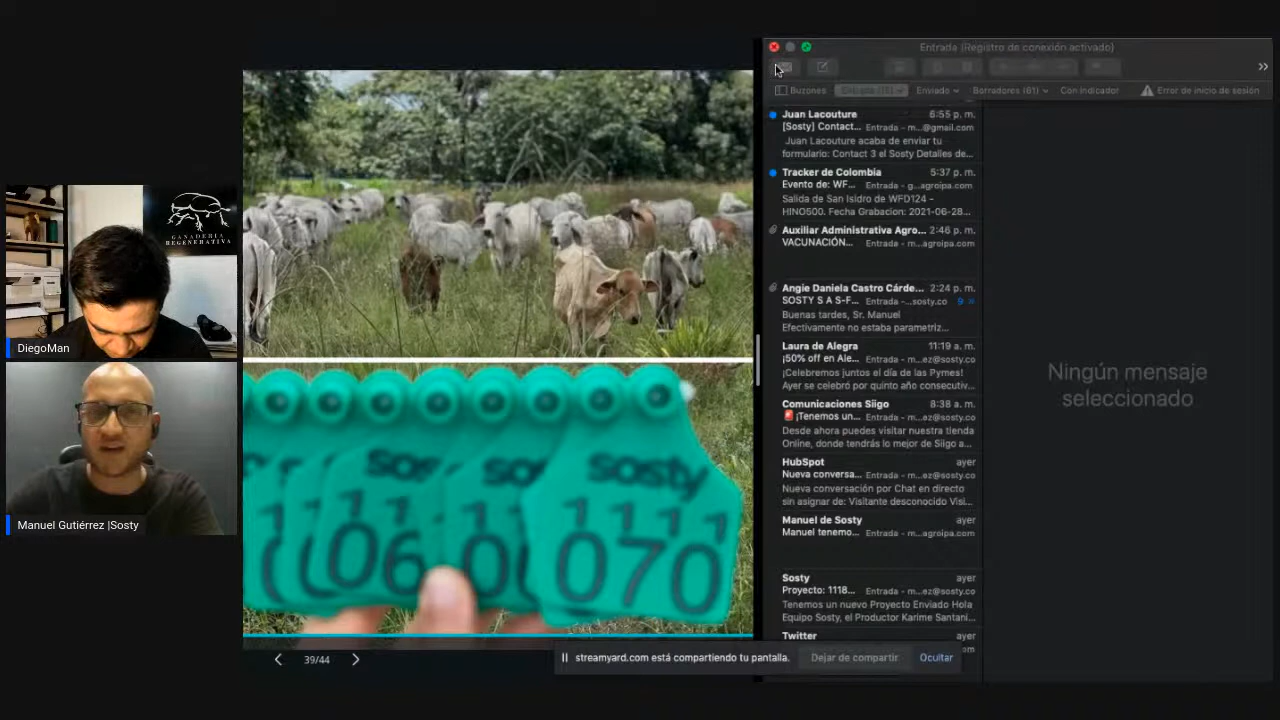 GANADERIA
REGENERATIVA
DiegoMan
Manuel Gutiérrez |Sosty
sosty
1111
070
sos
1
06
39/44
streamyard.com está compartiendo tu pantalla.
Dejar de compartir
Ocultar
Entrada (Registro de conexión activado)
Buzones
Enviado
Borradores (61)
Con indicador
Error de inicio de sesión
Juan Lacouture 6:55 p. m.
[Sosty] Contact... Entrada - m...@gmail.com
Juan Lacouture acaba de enviar tu
formulario: Contact 3 el Sosty Detalles de...
Tracker de Colombia 5:37 p. m.
Evento de: WF... Entrada - g...agroipa.com
Salida de San Isidro de WFD124 -
HINO500. Fecha Grabacion: 2021-06-28...
Auxiliar Administrativa Agro... 2:46 p. m.
VACUNACIÓN... Entrada - m...agroipa.com
Angie Daniela Castro Cárde... 2:24 p. m.
SOSTY S A S-F... Entrada -...sosty.co
Buenas tardes, Sr. Manuel
Efectivamente no estaba parametriz...
Laura de Alegra 11:19 a. m.
¡50% off en Ale... Entrada - m...ez@sosty.co
¡Celebremos juntos el día de las Pymes!
Ayer se celebró por quinto año consecutiv...
Comunicaciones Siigo 8:38 a. m.
🚨¡Tenemos un... Entrada - m...ez@sosty.co
Desde ahora puedes visitar nuestra tienda
Online, donde tendrás lo mejor de Siigo a...
HubSpot ayer
Nueva conversa... Entrada - m...ez@sosty.co
Nueva conversación por Chat en directo
sin asignar de: Visitante desconocido Visi...
Manuel de Sosty ayer
Manuel tenemo... Entrada - m...agroipa.com
Sosty ayer
Proyecto: 1118... Entrada - m...ez@sosty.co
Tenemos un nuevo Proyecto Enviado Hola
Equipo Sosty, el Productor Karime Santani...
Twitter ayer
Ningún mensaje
seleccionado